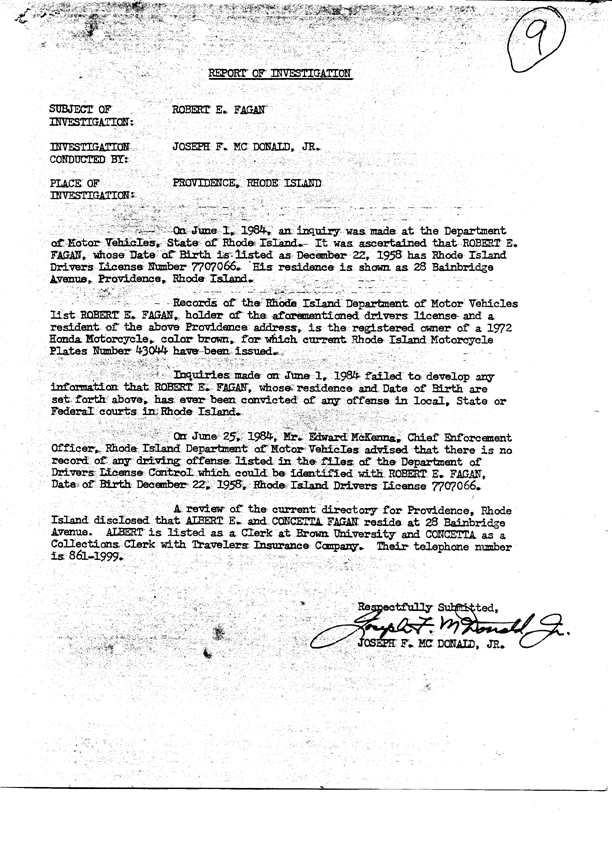 9
REPORT OF INVESTIGATION
SUBJECT OF ROBERT E. FAGAN
INVESTIGATION:
INVESTIGATION JOSEPH F. MC DONALD, JR.
CONDUCTED BY:
PLACE OF PROVIDENCE, RHODE ISLAND
INVESTIGATION:
On June 1, 1984, an inquiry was made at the Department
of Motor Vehicles, State of Rhode Island. It was ascertained that ROBERT E.
FAGAN, whose Date of Birth is listed as December 22, 1958 has Rhode Island
Drivers License Number 7707066. His residence is shown as 28 Bainbridge
Avenue, Providence, Rhode Island.
Records of the Rhode Island Department of Motor Vehicles
list ROBERT E. FAGAN, holder of the aforementioned drivers license and a
resident of the above Providence address, is the registered owner of a 1972
Honda Motorcycle, color brown, for which current Rhode Island Motorcycle
Plates Number 43044 have been issued.
Inquiries made on June 1, 1984 failed to develop any
information that ROBERT E. FAGAN, whose residence and Date of Birth are
set forth above, has ever been convicted of any offense in local, State or
Federal courts in Rhode Island.
On June 25, 1984, Mr. Edward McKenna, Chief Enforcement
Officer, Rhode Island Department of Motor Vehicles advised that there is no
record of any driving offense listed in the files of the Department of
Drivers License Control which could be identified with ROBERT E. FAGAN,
Date of Birth December 22, 1958, Rhode Island Drivers License 7707066.
A review of the current directory for Providence, Rhode
Island disclosed that ALBERT E. and CONCETTA FAGAN reside at 28 Bainbridge
Avenue. ALBERT is listed as a Clerk at Brown University and CONCETTA as a
Collections Clerk with Travelers Insurance Company. Their telephone number
is 861-1999.
Respectfully Submitted,
Joseph F. McDonald, Jr.
JOSEPH F. MC DONALD, JR.